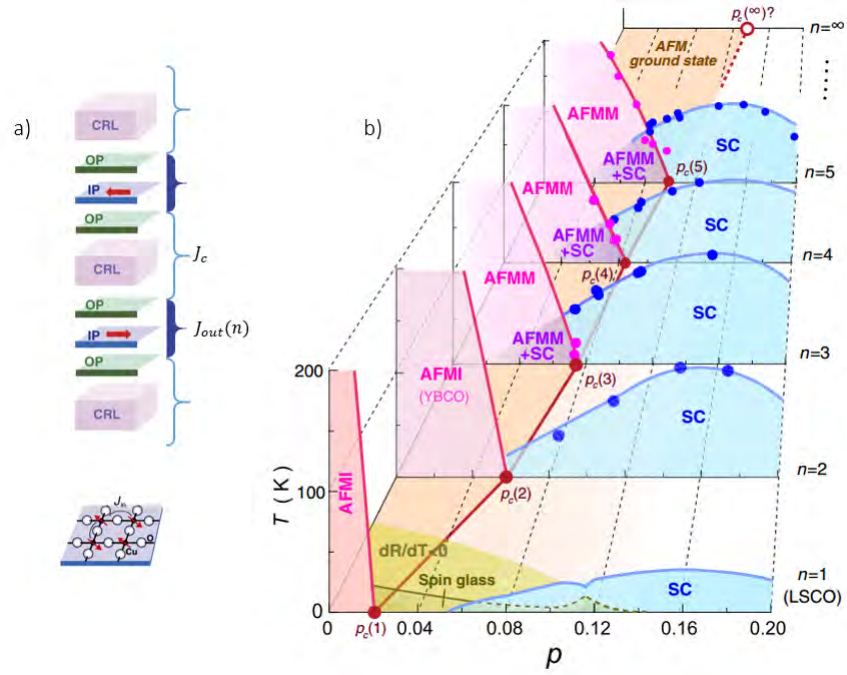 a)
CRL
OP
IP
OP
J_c
CRL
OP
IP
J_out(n)
OP
CRL
J_in
O
Cu
b)
p_c(∞)?
n=∞
AFM
ground state
AFMM
SC
AFMM
+SC
p_c(5)
n=5
AFMM
SC
AFMM
+SC
p_c(4)
n=4
AFMM
SC
AFMM
+SC
p_c(3)
n=3
AFMI
(YBCO)
SC
p_c(2)
n=2
AFMI
dR/dT<0
Spin glass
SC
n=1
(LSCO)
p_c(1)
T (K)
200
100
0
0 0.04 0.08 0.12 0.16 0.20
p